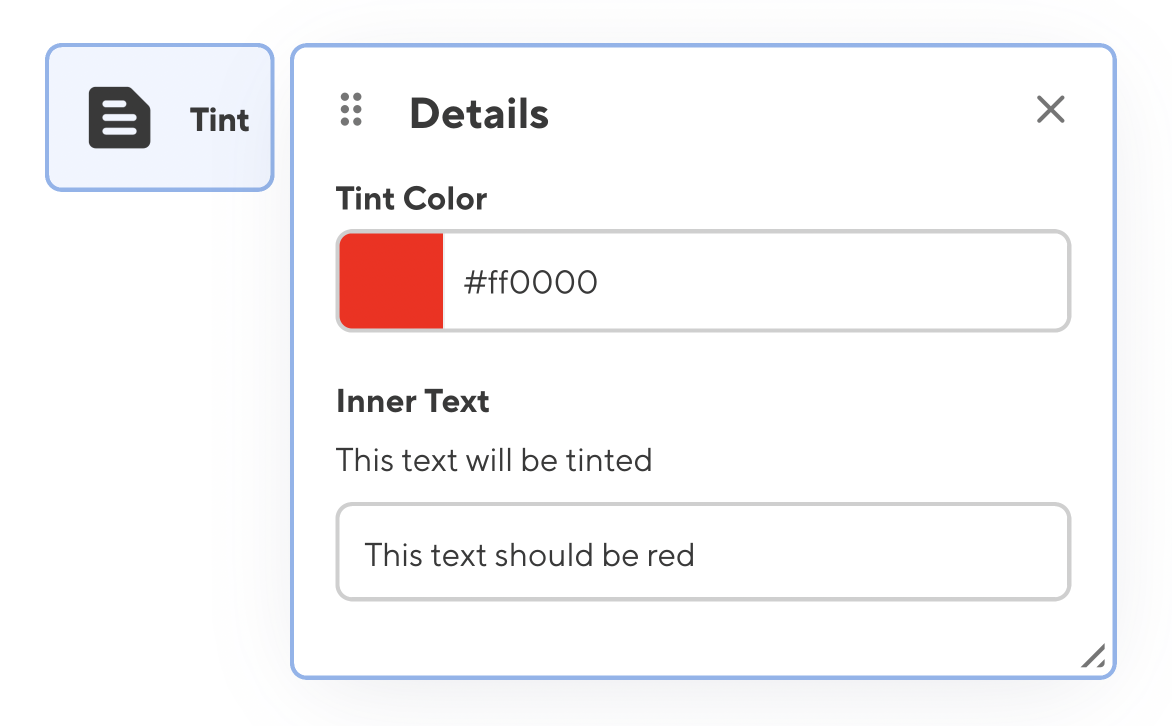 Tint
Details
Tint Color
#ff0000
Inner Text
This text will be tinted
This text should be red